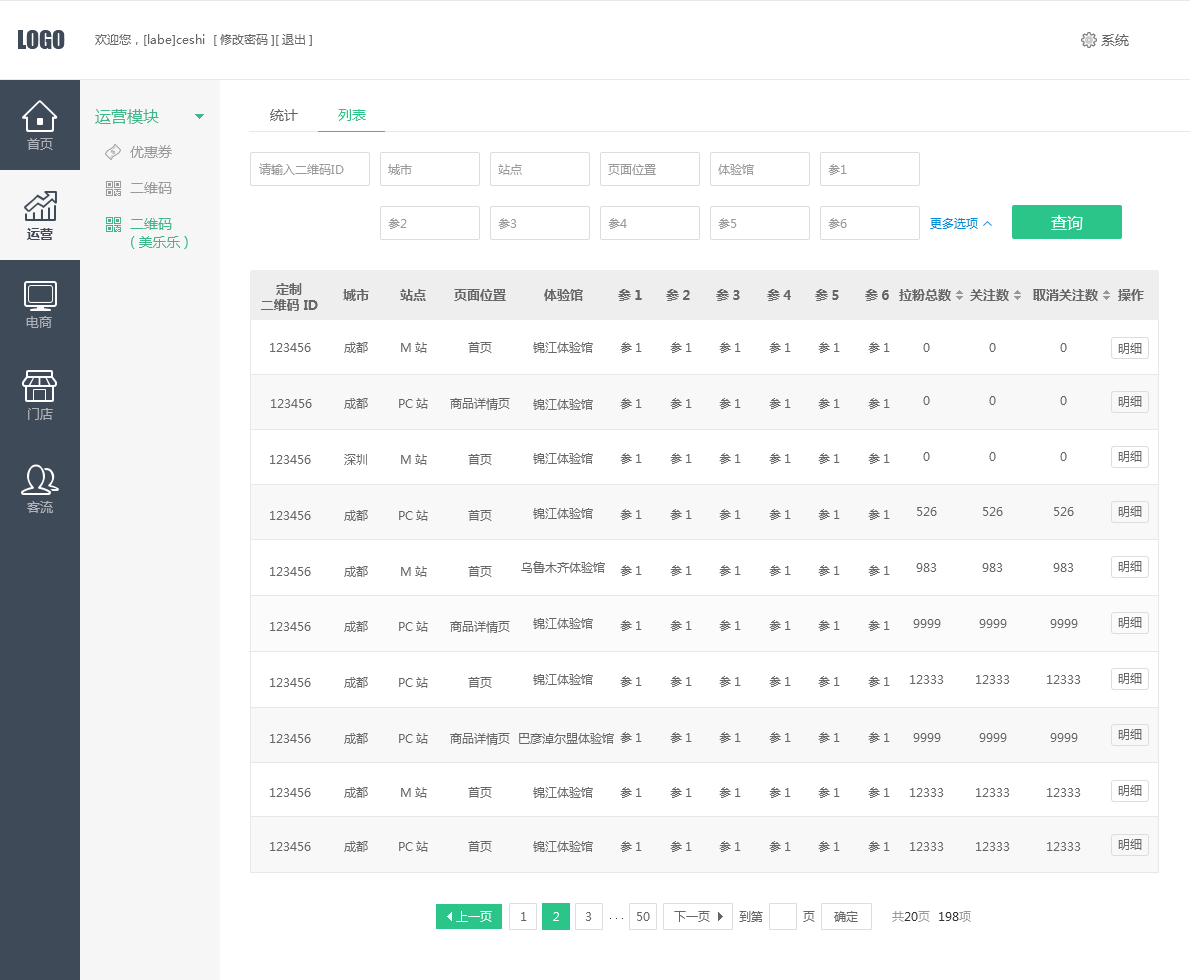 LOGO 欢迎您，[labe]ceshi [ 修改密码 ][ 退出 ] 系统
首页
运营
电商
门店
客流
运营模块
优惠券
二维码
二维码
( 美乐乐 )
统计 列表
请输入二维码ID 城市 站点 页面位置 体验馆 参1
参2 参3 参4 参5 参6 更多选项 查询
定制
二维码 ID 城市 站点 页面位置 体验馆 参 1 参 2 参 3 参 4 参 5 参 6 拉粉总数 关注数 取消关注数 操作
123456 成都 M 站 首页 锦江体验馆 参 1 参 1 参 1 参 1 参 1 参 1 0 0 0 明细
123456 成都 PC 站 商品详情页 锦江体验馆 参 1 参 1 参 1 参 1 参 1 参 1 0 0 0 明细
123456 深圳 M 站 首页 锦江体验馆 参 1 参 1 参 1 参 1 参 1 参 1 0 0 0 明细
123456 成都 PC 站 首页 锦江体验馆 参 1 参 1 参 1 参 1 参 1 参 1 526 526 526 明细
123456 成都 M 站 首页 乌鲁木齐体验馆 参 1 参 1 参 1 参 1 参 1 参 1 983 983 983 明细
123456 成都 PC 站 商品详情页 锦江体验馆 参 1 参 1 参 1 参 1 参 1 参 1 9999 9999 9999 明细
123456 成都 PC 站 首页 锦江体验馆 参 1 参 1 参 1 参 1 参 1 参 1 12333 12333 12333 明细
123456 成都 PC 站 商品详情页 巴彦淖尔盟体验馆 参 1 参 1 参 1 参 1 参 1 参 1 9999 9999 9999 明细
123456 成都 M 站 首页 锦江体验馆 参 1 参 1 参 1 参 1 参 1 参 1 12333 12333 12333 明细
123456 成都 PC 站 首页 锦江体验馆 参 1 参 1 参 1 参 1 参 1 参 1 12333 12333 12333 明细
上一页 1 2 3 ... 50 下一页 到第 页 确定 共20页 198项